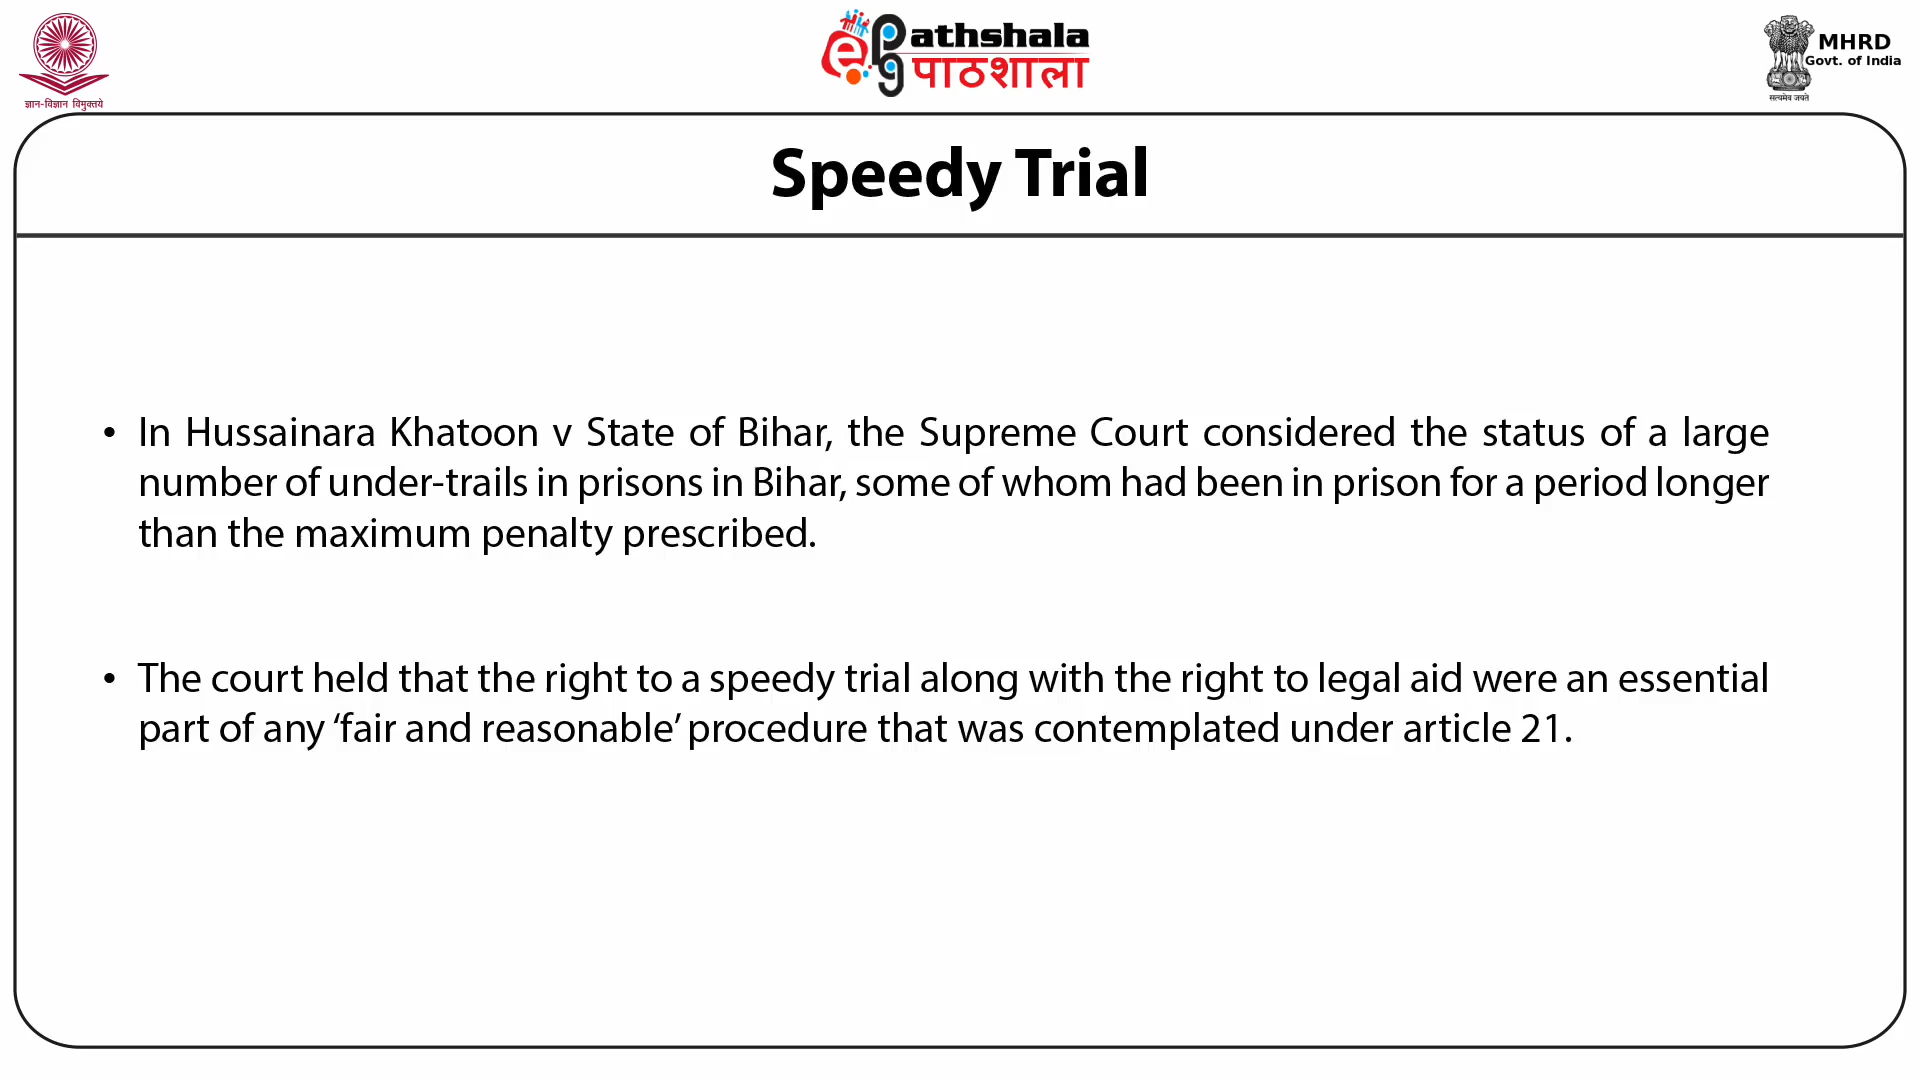 ज्ञान-विज्ञान विमुक्तये
ePathshala
पाठशाला
MHRD
Govt. of India
सत्यमेव जयते
Speedy Trial
• In Hussainara Khatoon v State of Bihar, the Supreme Court considered the status of a large
number of under-trails in prisons in Bihar, some of whom had been in prison for a period longer
than the maximum penalty prescribed.
• The court held that the right to a speedy trial along with the right to legal aid were an essential
part of any ‘fair and reasonable’ procedure that was contemplated under article 21.